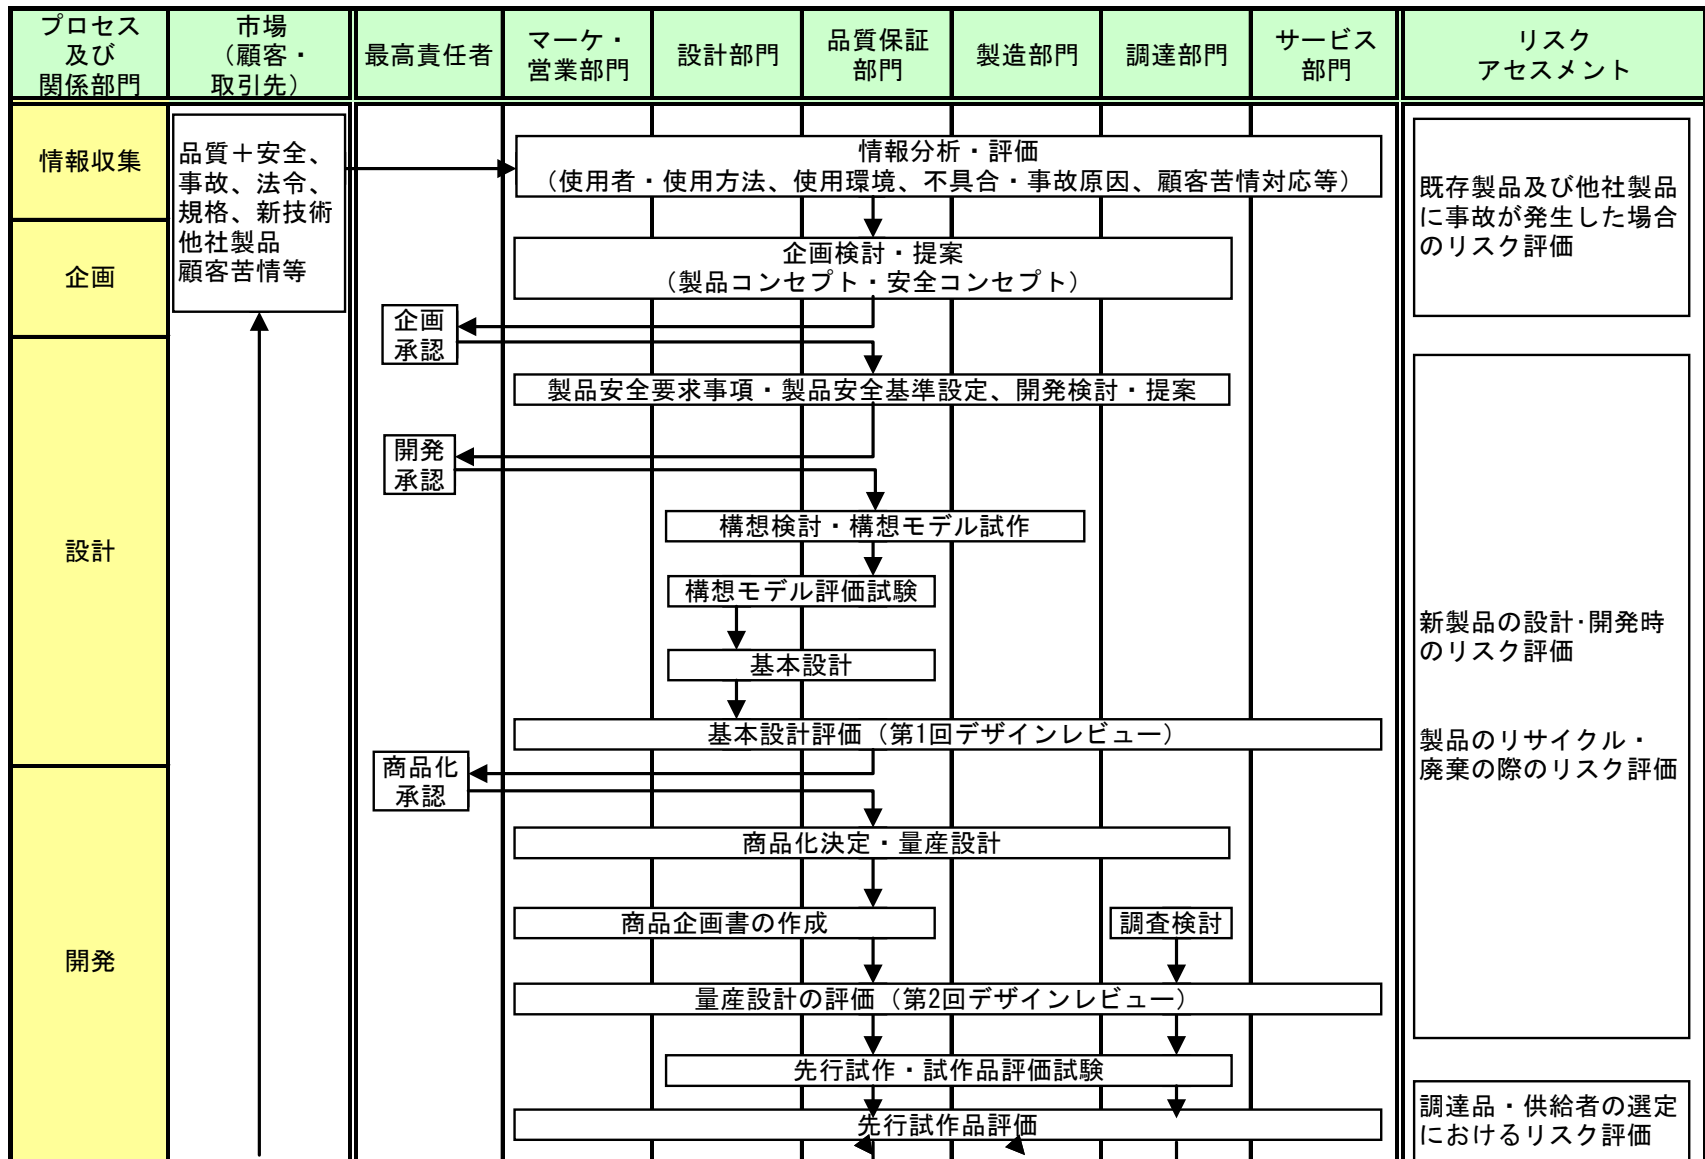 プロセス
及び
関係部門
市場
（顧客・
取引先）
最高責任者
マーケ・
営業部門
設計部門
品質保証
部門
製造部門
調達部門
サービス
部門
リスク
アセスメント
情報収集
品質＋安全、
事故、法令、
規格、新技術
他社製品
顧客苦情等
情報分析・評価
（使用者・使用方法、使用環境、不具合・事故原因、顧客苦情対応等）
既存製品及び他社製品
に事故が発生した場合
のリスク評価
企画
企画検討・提案
（製品コンセプト・安全コンセプト）
企画
承認
設計
製品安全要求事項・製品安全基準設定、開発検討・提案
開発
承認
構想検討・構想モデル試作
構想モデル評価試験
基本設計
基本設計評価（第1回デザインレビュー）
新製品の設計･開発時
のリスク評価
製品のリサイクル・
廃棄の際のリスク評価
商品化
承認
開発
商品化決定・量産設計
商品企画書の作成
調査検討
量産設計の評価（第2回デザインレビュー）
先行試作・試作品評価試験
先行試作品評価
調達品・供給者の選定
におけるリスク評価